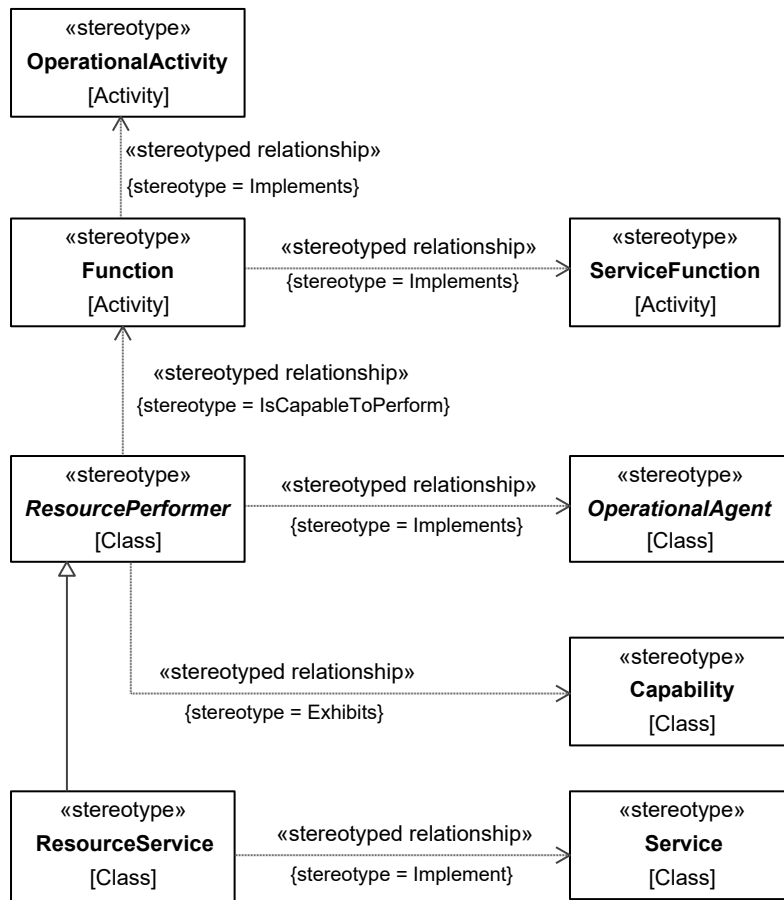 «stereotype»
OperationalActivity
[Activity]
«stereotyped relationship»
{stereotype = Implements}
«stereotype»
Function
[Activity]
«stereotyped relationship»
{stereotype = Implements}
«stereotype»
ServiceFunction
[Activity]
«stereotyped relationship»
{stereotype = IsCapableToPerform}
«stereotype»
ResourcePerformer
[Class]
«stereotyped relationship»
{stereotype = Implements}
«stereotype»
OperationalAgent
[Class]
«stereotyped relationship»
{stereotype = Exhibits}
«stereotype»
Capability
[Class]
«stereotype»
ResourceService
[Class]
«stereotyped relationship»
{stereotype = Implement}
«stereotype»
Service
[Class]